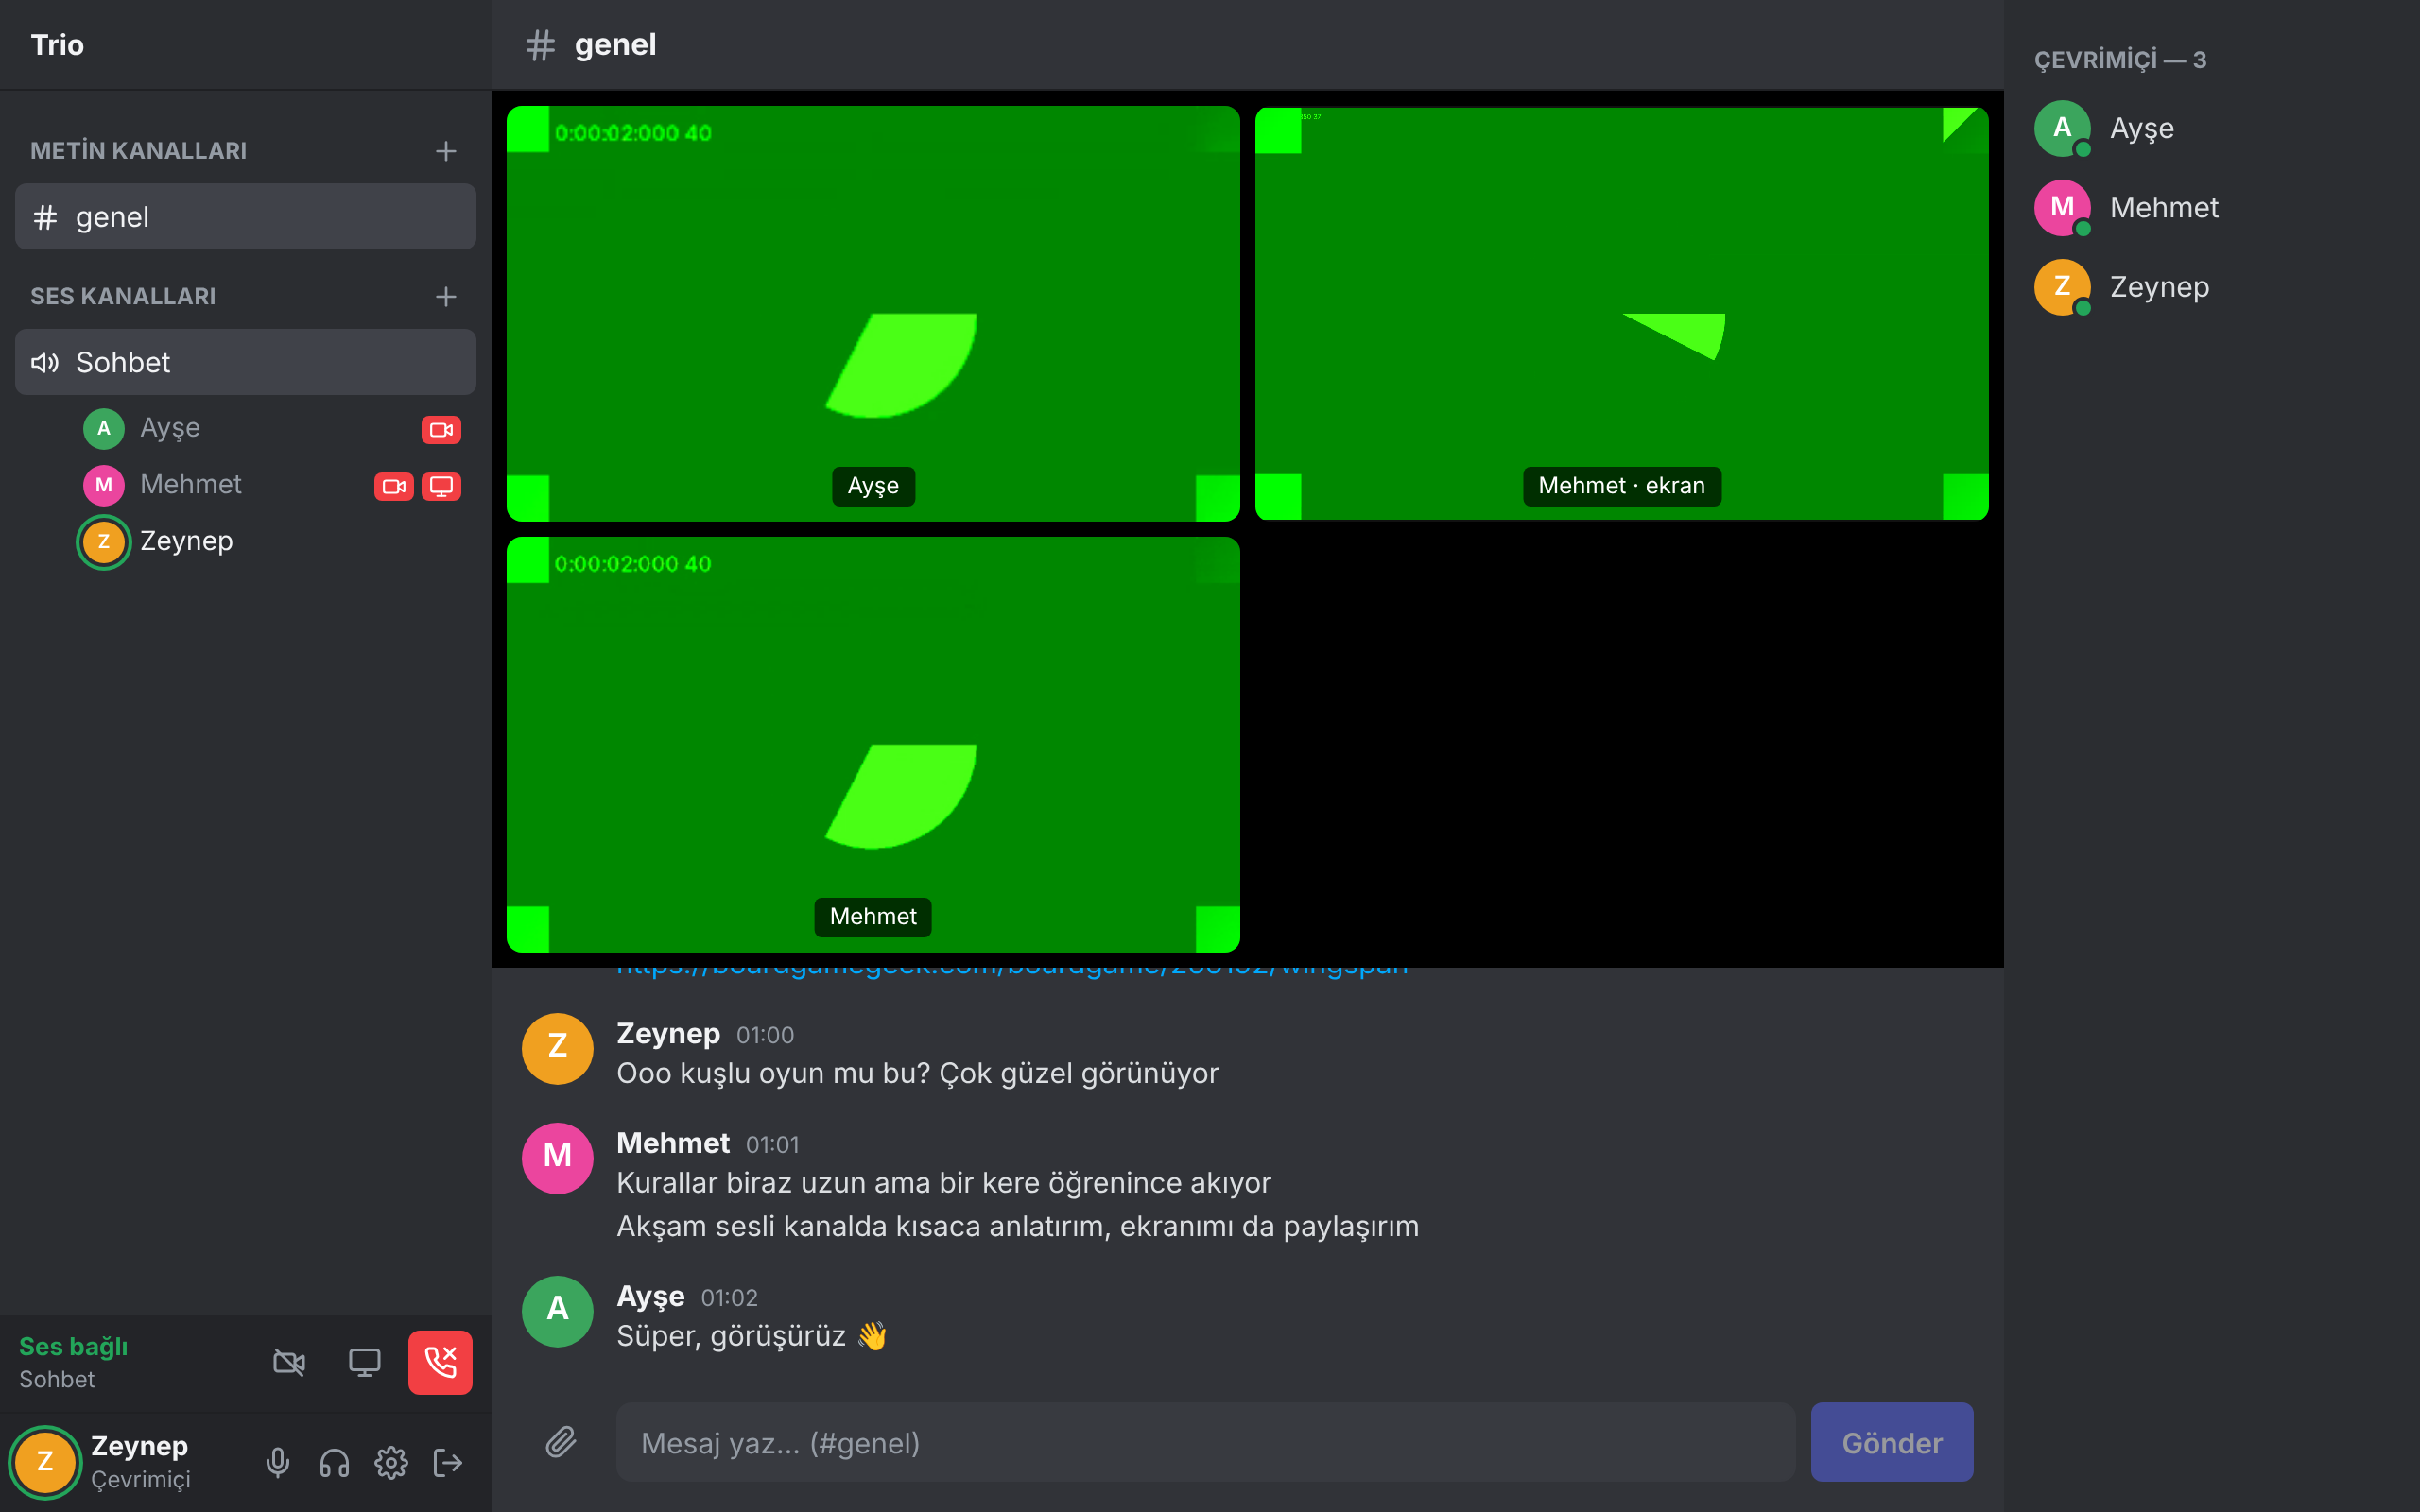 Trio
METİN KANALLARI
genel
SES KANALLARI
Sohbet
A Ayşe
M Mehmet
Z Zeynep
Ses bağlı
Sohbet
Z
Zeynep
Çevrimiçi
# genel
0:00:02:000 40
Ayşe
Mehmet · ekran
0:00:02:000 40
Mehmet
Z
Zeynep 01:00
Ooo kuşlu oyun mu bu? Çok güzel görünüyor
M
Mehmet 01:01
Kurallar biraz uzun ama bir kere öğrenince akıyor
Akşam sesli kanalda kısaca anlatırım, ekranımı da paylaşırım
A
Ayşe 01:02
Süper, görüşürüz 👋
Mesaj yaz... (#genel)
Gönder
ÇEVRİMİÇİ — 3
A Ayşe
M Mehmet
Z Zeynep